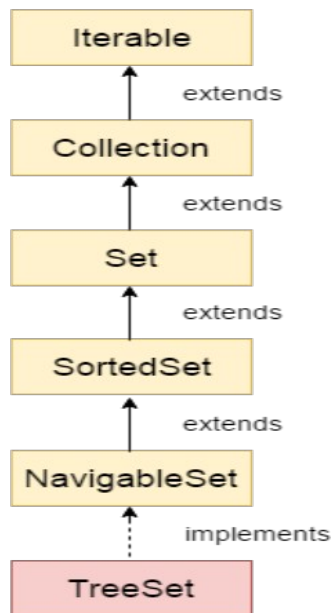 Iterable
extends
Collection
extends
Set
extends
SortedSet
extends
NavigableSet
implements
TreeSet